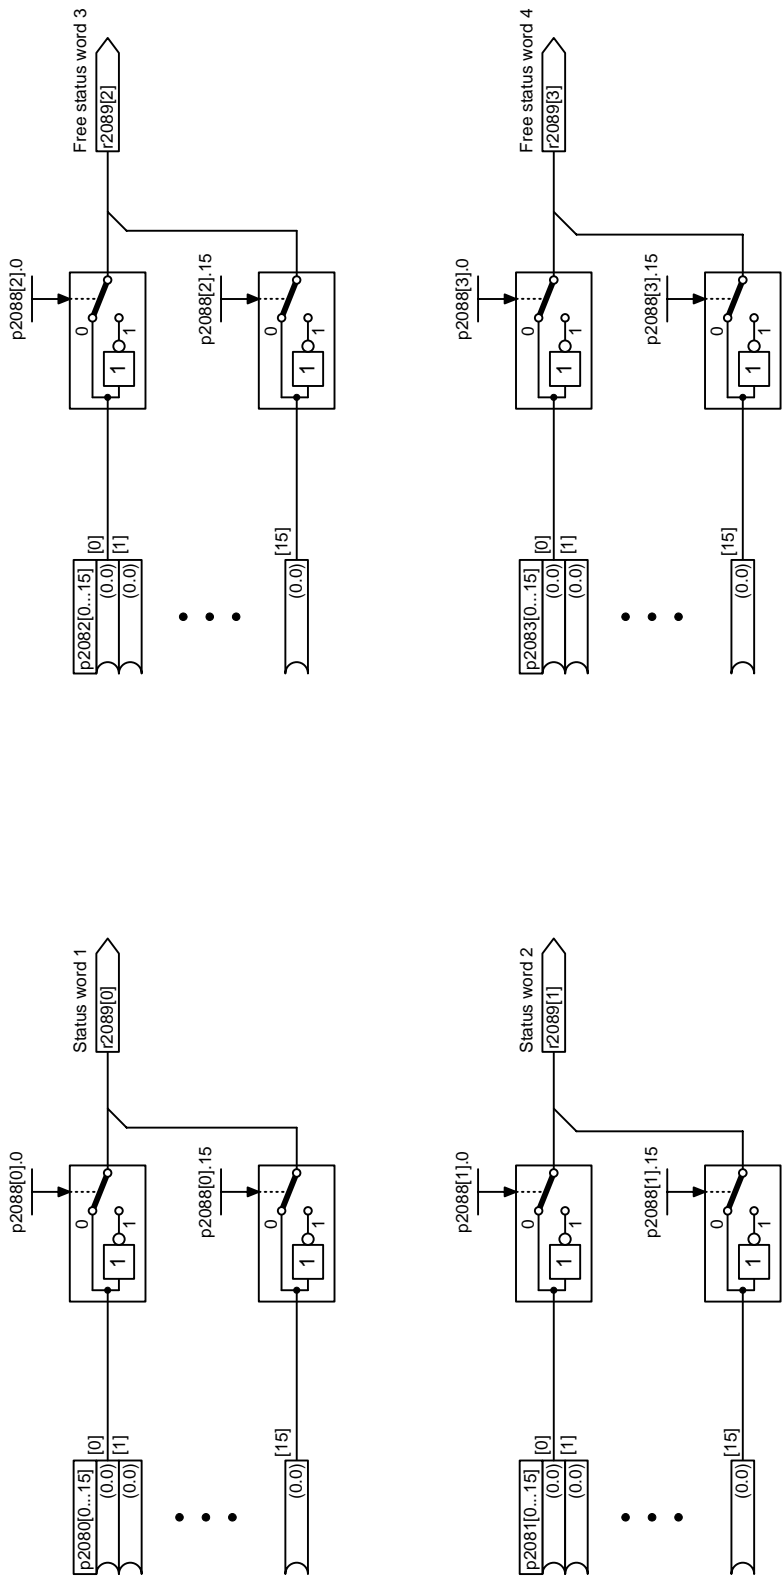 p2080[0...15]
(0.0)
(0.0)
[0]
[1]
(0.0)
[15]
p2088[0].0
0
1
1
p2088[0].15
0
1
1
Status word 1
r2089[0]
p2082[0...15]
(0.0)
(0.0)
[0]
[1]
(0.0)
[15]
p2088[2].0
0
1
1
p2088[2].15
0
1
1
Free status word 3
r2089[2]
p2081[0...15]
(0.0)
(0.0)
[0]
[1]
(0.0)
[15]
p2088[1].0
0
1
1
p2088[1].15
0
1
1
Status word 2
r2089[1]
p2083[0...15]
(0.0)
(0.0)
[0]
[1]
(0.0)
[15]
p2088[3].0
0
1
1
p2088[3].15
0
1
1
Free status word 4
r2089[3]